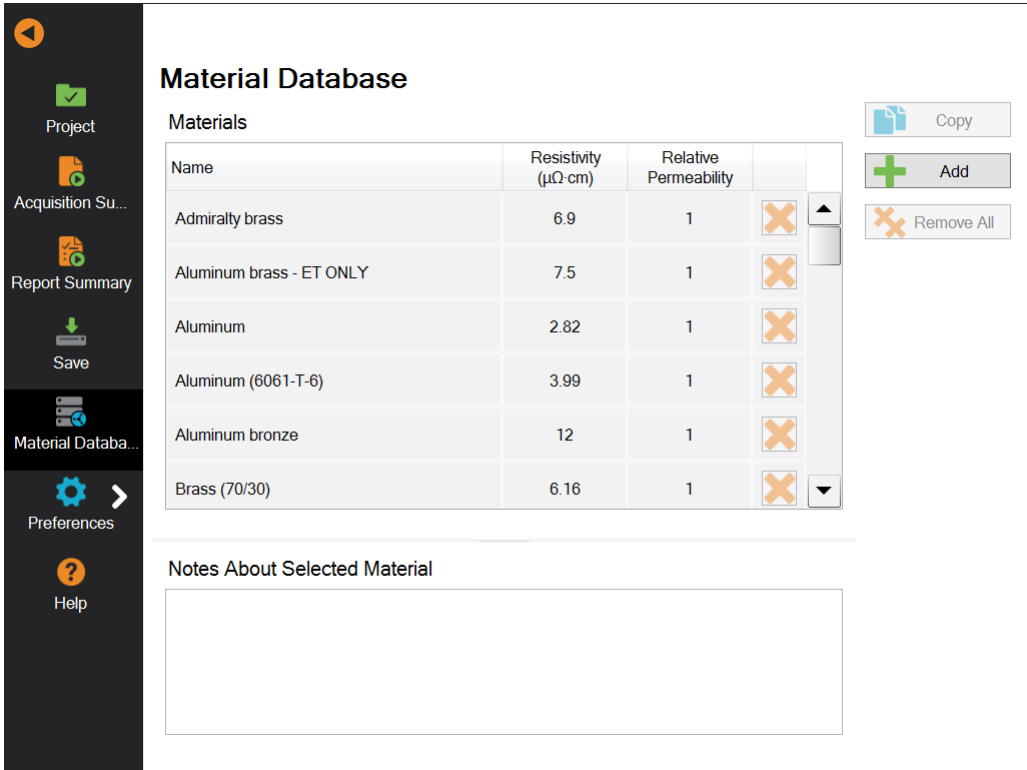 Project
Acquisition Su...
Report Summary
Save
Material Databa...
Preferences
Help
Material Database
Materials
Name Resistivity (µΩ·cm) Relative Permeability
Admiralty brass 6.9 1
Aluminum brass - ET ONLY 7.5 1
Aluminum 2.82 1
Aluminum (6061-T-6) 3.99 1
Aluminum bronze 12 1
Brass (70/30) 6.16 1
Notes About Selected Material
Copy
Add
Remove All